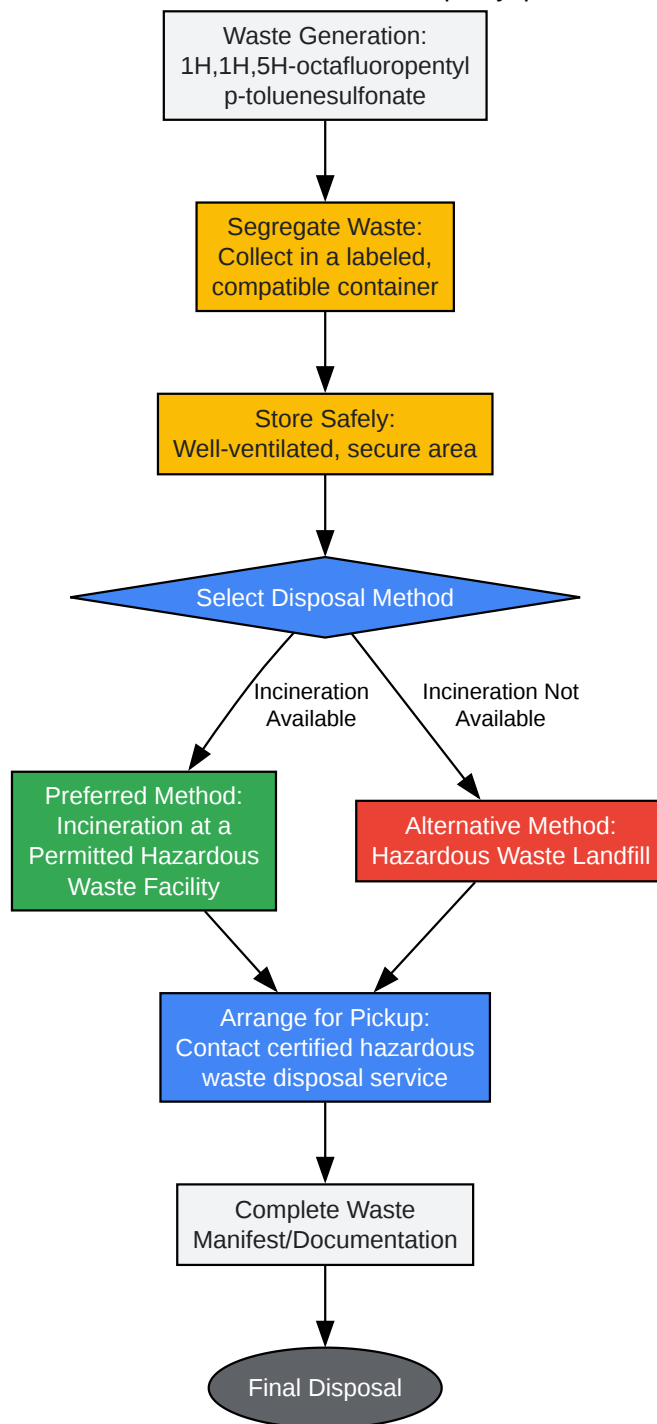 Waste Generation:
1H,1H,5H-octafluoropentyl
p-toluenesulfonate
Segregate Waste:
Collect in a labeled,
compatible container
Store Safely:
Well-ventilated, secure area
Select Disposal Method
Incineration
Available
Incineration Not
Available
Preferred Method:
Incineration at a
Permitted Hazardous
Waste Facility
Alternative Method:
Hazardous Waste Landfill
Arrange for Pickup:
Contact certified hazardous
waste disposal service
Complete Waste
Manifest/Documentation
Final Disposal